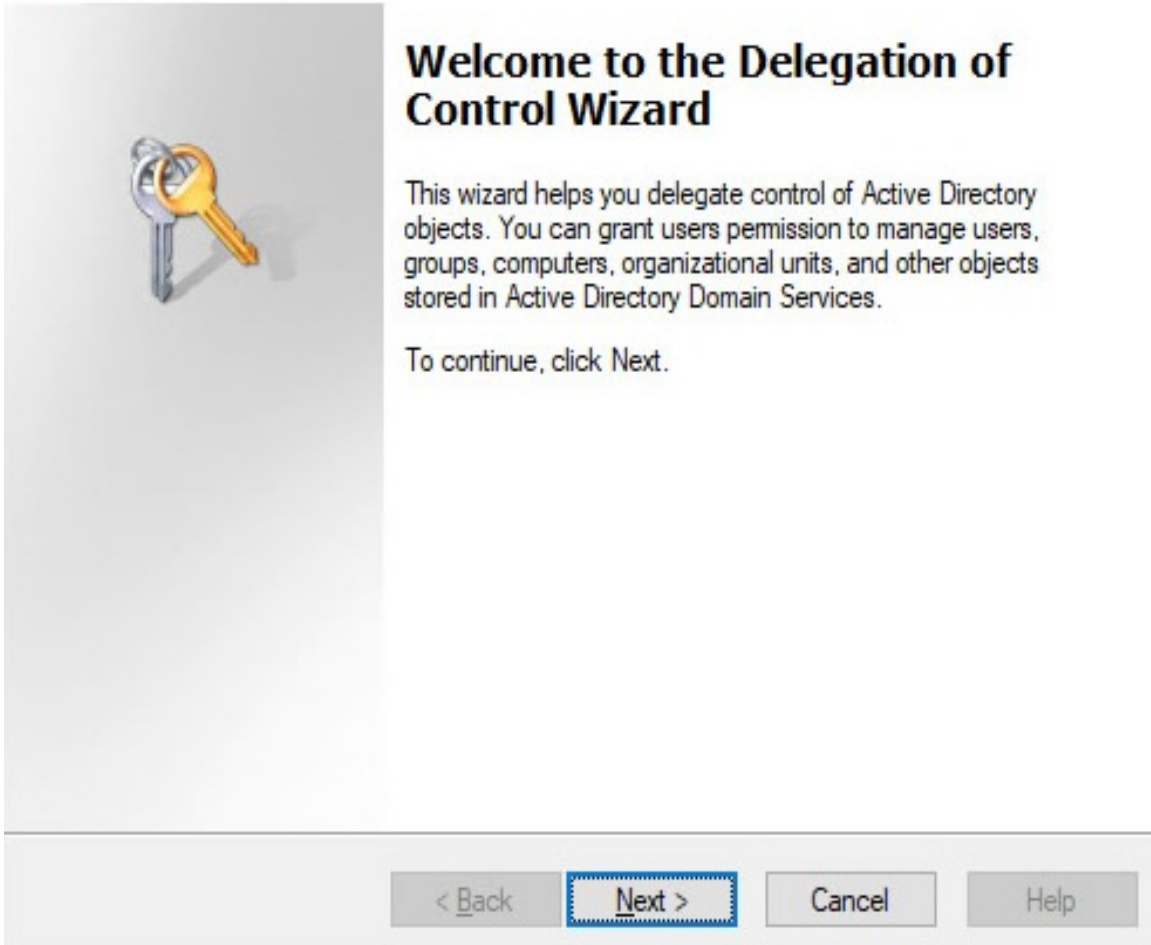 Welcome to the Delegation of
Control Wizard
This wizard helps you delegate control of Active Directory
objects. You can grant users permission to manage users,
groups, computers, organizational units, and other objects
stored in Active Directory Domain Services.
To continue, click Next.
< Back
Next >
Cancel
Help